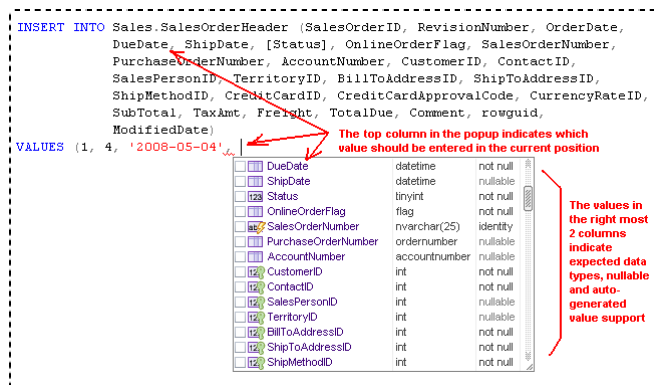 INSERT INTO Sales.SalesOrderHeader (SalesOrderID, RevisionNumber, OrderDate,
DueDate, ShipDate, [Status], OnlineOrderFlag, SalesOrderNumber,
PurchaseOrderNumber, AccountNumber, CustomerID, ContactID,
SalesPersonID, TerritoryID, BillToAddressID, ShipToAddressID,
ShipMethodID, CreditCardID, CreditCardApprovalCode, CurrencyRateID,
SubTotal, TaxAmt, Freight, TotalDue, Comment, rowguid,
ModifiedDate)
The top column in the popup indicates which
value should be entered in the current position
VALUES (1, 4, '2008-05-04',
DueDate datetime not null
ShipDate datetime nullable
123 Status tinyint not null
OnlineOrderFlag flag not null
SalesOrderNumber nvarchar(25) identity
PurchaseOrderNumber ordernumber nullable
AccountNumber accountnumber nullable
CustomerID int not null
ContactID int not null
SalesPersonID int nullable
TerritoryID int nullable
BillToAddressID int not null
ShipToAddressID int not null
ShipMethodID int not null
The values in
the right most
2 columns
indicate
expected data
types, nullable
and auto-
generated
value support